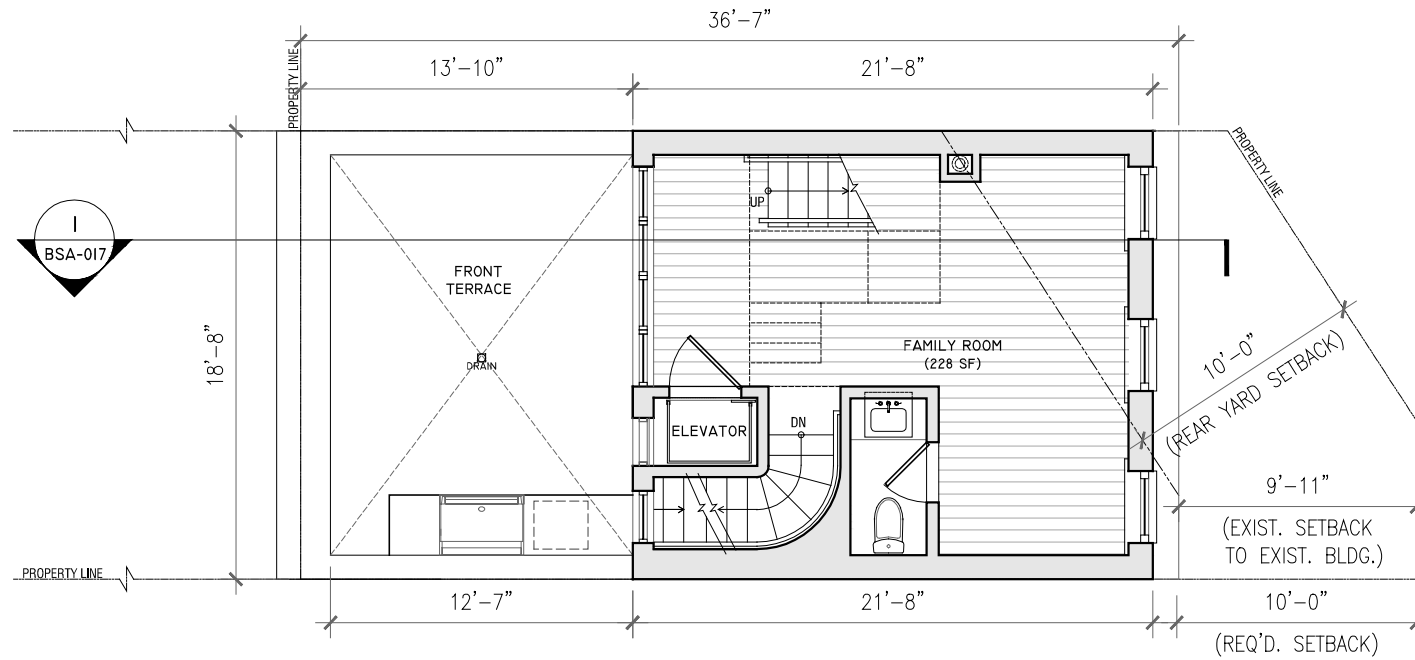 36'-7"
13'-10"
21'-8"
PROPERTY LINE
PROPERTY LINE
UP
1
BSA-017
FRONT
TERRACE
18'-8"
DRAIN
FAMILY ROOM
(228 SF)
10'-0"
(REAR YARD SETBACK)
ELEVATOR
DN
9'-11"
(EXIST. SETBACK
TO EXIST. BLDG.)
PROPERTY LINE
12'-7"
21'-8"
10'-0"
(REQ'D. SETBACK)